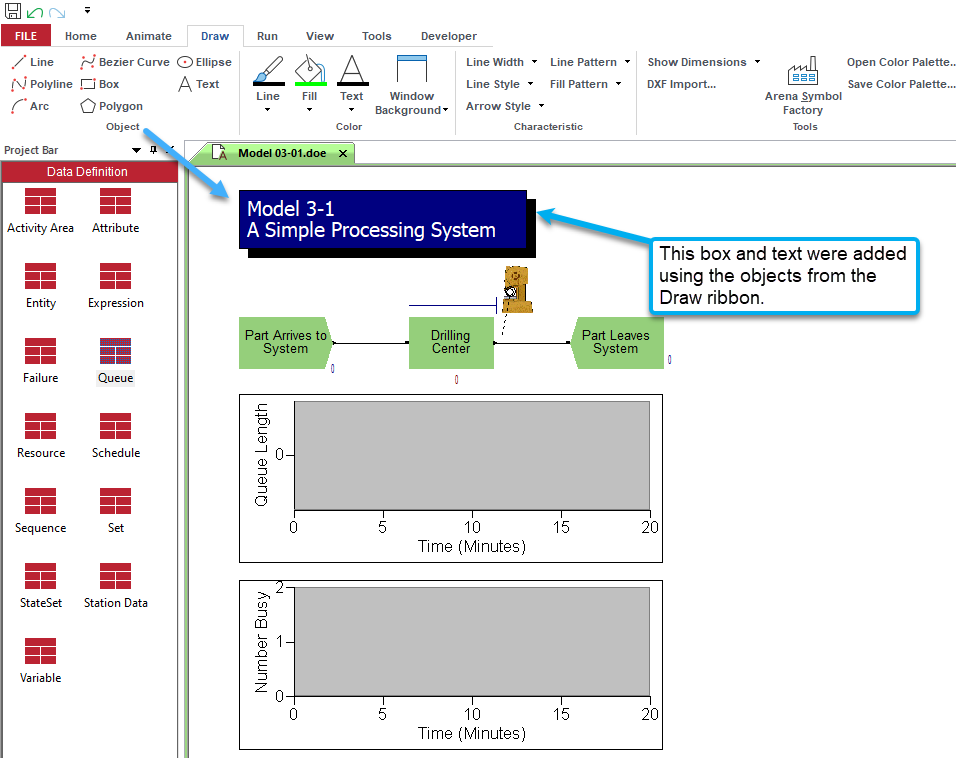 FILE Home Animate Draw Run View Tools Developer
Line Bezier Curve Ellipse
Polyline Box Text
Arc Polygon
Object
Line Fill Text Window Background
Color
Line Width Line Pattern
Line Style Fill Pattern
Arrow Style
Characteristic
Show Dimensions
DXF Import...
Arena Symbol
Factory
Open Color Palette...
Save Color Palette...
Tools
Project Bar
Data Definition
Activity Area Attribute
Entity Expression
Failure Queue
Resource Schedule
Sequence Set
StateSet Station Data
Variable
Model 03-01.doe
Model 3-1
A Simple Processing System
This box and text were added
using the objects from the
Draw ribbon.
Part Arrives to
System
0
Drilling
Center
0
Part Leaves
System
0
Queue Length
0
0 5 10 15 20
Time (Minutes)
Number Busy
2
1
0
0 5 10 15 20
Time (Minutes)